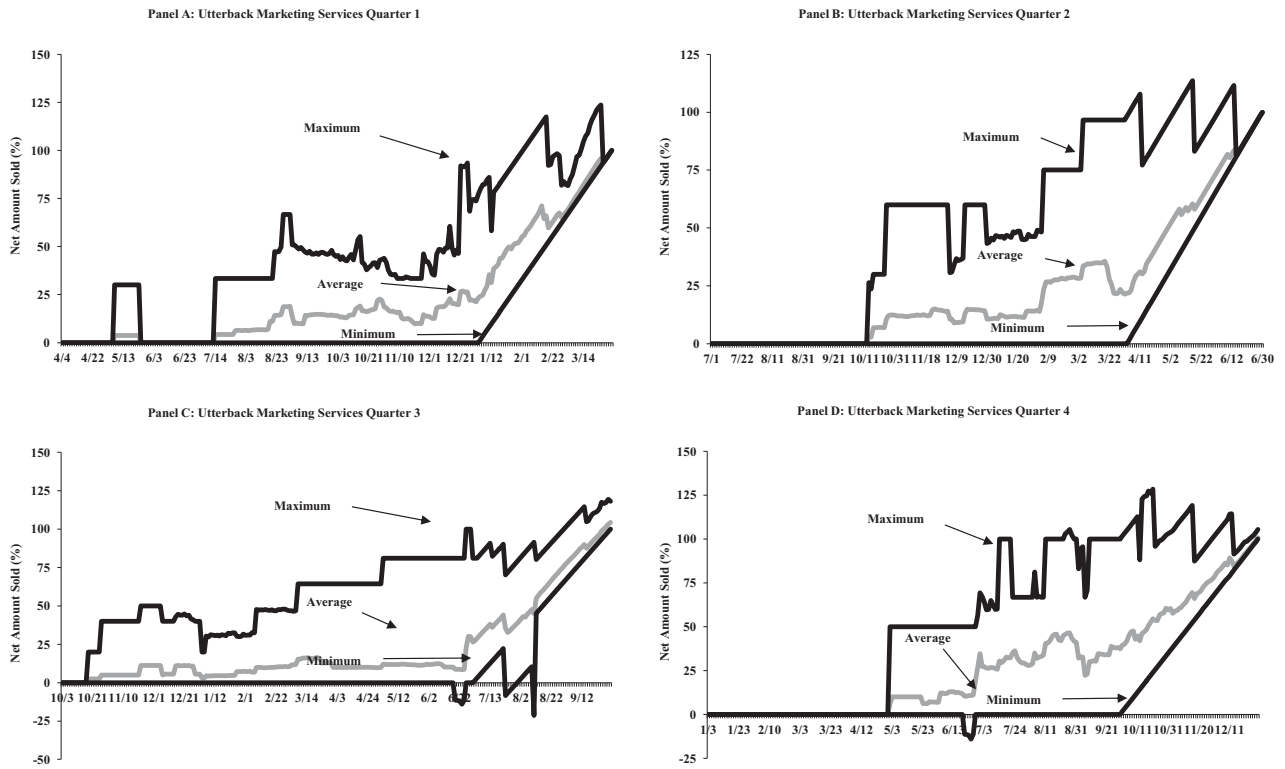 Panel A: Utterback Marketing Services Quarter 1
Net Amount Sold (%)
150
125
100
75
50
25
0
Maximum
Average
Minimum
4/4 4/22 5/13 6/3 6/23 7/14 8/3 8/23 9/13 10/3 10/21 11/10 12/1 12/21 1/12 2/1 2/22 3/14
Panel B: Utterback Marketing Services Quarter 2
Net Amount Sold (%)
125
100
75
50
25
0
Maximum
Average
Minimum
7/1 7/22 8/11 8/31 9/21 10/11 10/31 11/18 12/9 12/30 1/20 2/9 3/2 3/22 4/11 5/2 5/22 6/12 6/30
Panel C: Utterback Marketing Services Quarter 3
Net Amount Sold (%)
150
125
100
75
50
25
0
-25
-50
Maximum
Average
Minimum
10/3 10/21 11/10 12/1 12/21 1/12 2/1 2/22 3/14 4/3 4/24 5/12 6/2 6/22 7/13 8/2 8/22 9/12
Panel D: Utterback Marketing Services Quarter 4
Net Amount Sold (%)
150
125
100
75
50
25
0
-25
Maximum
Average
Minimum
1/3 1/23 2/10 3/3 3/23 4/12 5/3 5/23 6/13 7/3 7/24 8/11 8/31 9/21 10/11 10/31 11/20 12/11